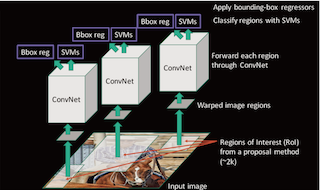 Apply bounding-box regressors
Bbox reg SVMs
Classify regions with SVMs
Bbox reg SVMs
Bbox reg SVMs
Forward each region
through ConvNet
ConvNet
ConvNet
ConvNet
Warped image regions
Regions of Interest (RoI)
from a proposal method
(~2k)
Input image